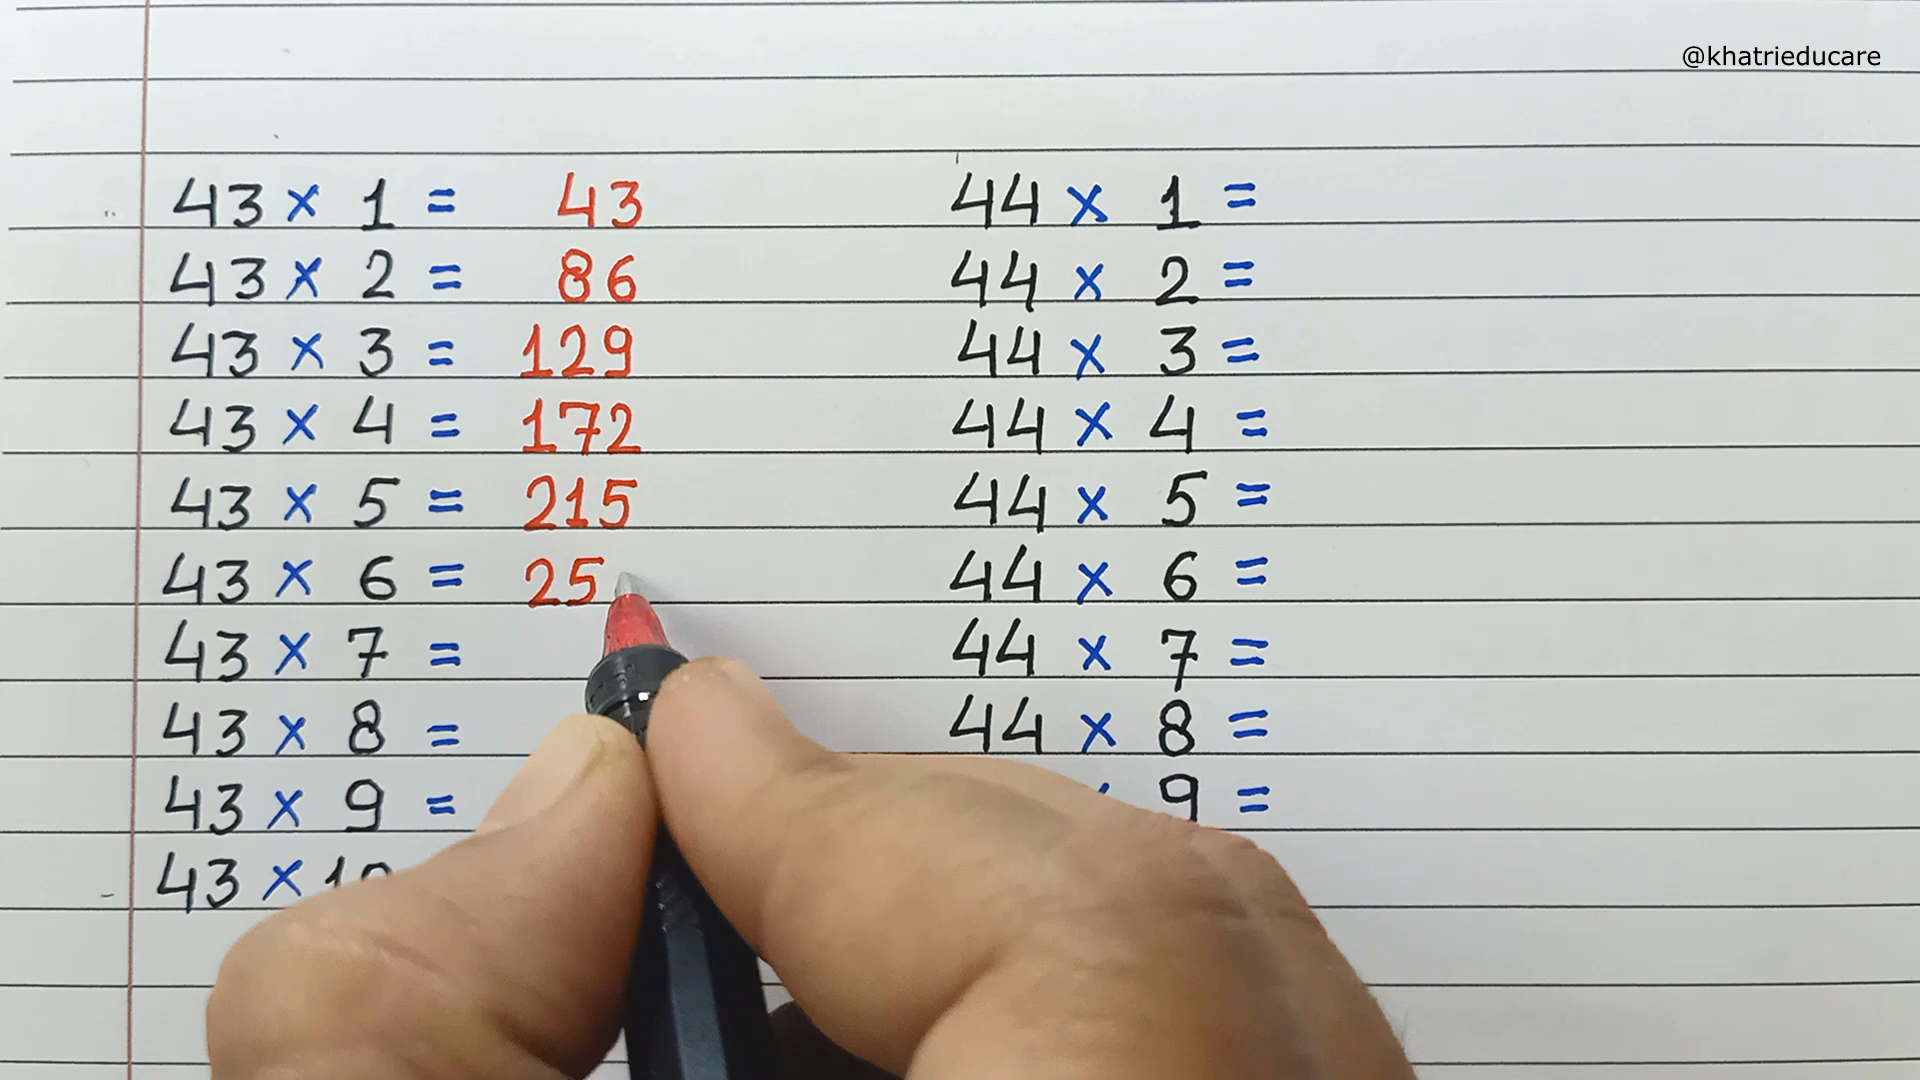 @khatrieducare
43 × 1 = 43
43 × 2 = 86
43 × 3 = 129
43 × 4 = 172
43 × 5 = 215
43 × 6 = 25
43 × 7 =
43 × 8 =
43 × 9 =
43 ×
44 × 1 =
44 × 2 =
44 × 3 =
44 × 4 =
44 × 5 =
44 × 6 =
44 × 7 =
44 × 8 =
9 =